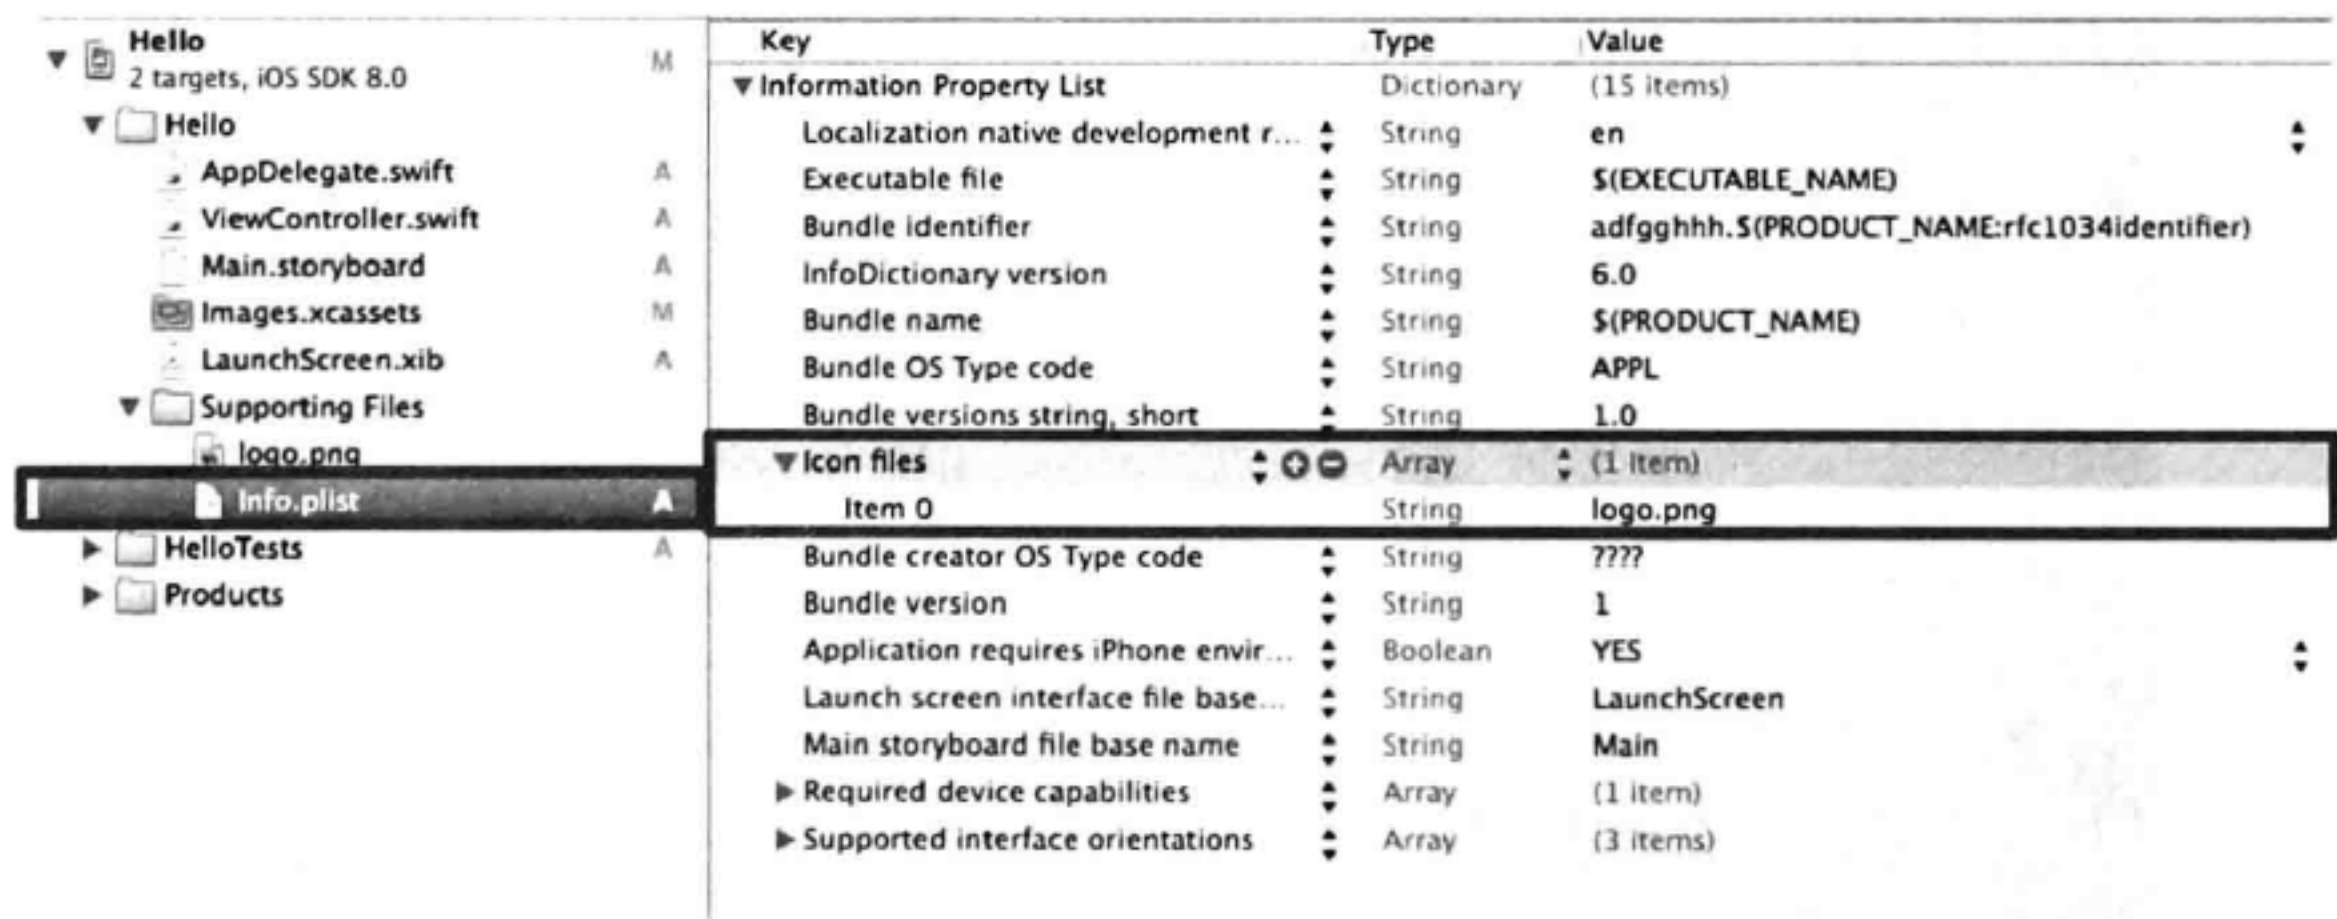 Hello M
2 targets, iOS SDK 8.0
Hello
AppDelegate.swift A
ViewController.swift A
Main.storyboard A
Images.xcassets M
LaunchScreen.xib A
Supporting Files
logo.png
Info.plist A
HelloTests A
Products
Key Type Value
Information Property List Dictionary (15 items)
Localization native development r... String en
Executable file String $(EXECUTABLE_NAME)
Bundle identifier String adfgghhh.$(PRODUCT_NAME:rfc1034identifier)
InfoDictionary version String 6.0
Bundle name String $(PRODUCT_NAME)
Bundle OS Type code String APPL
Bundle versions string, short String 1.0
Icon files Array (1 item)
Item 0 String logo.png
Bundle creator OS Type code String ????
Bundle version String 1
Application requires iPhone envir... Boolean YES
Launch screen interface file base... String LaunchScreen
Main storyboard file base name String Main
Required device capabilities Array (1 item)
Supported interface orientations Array (3 items)